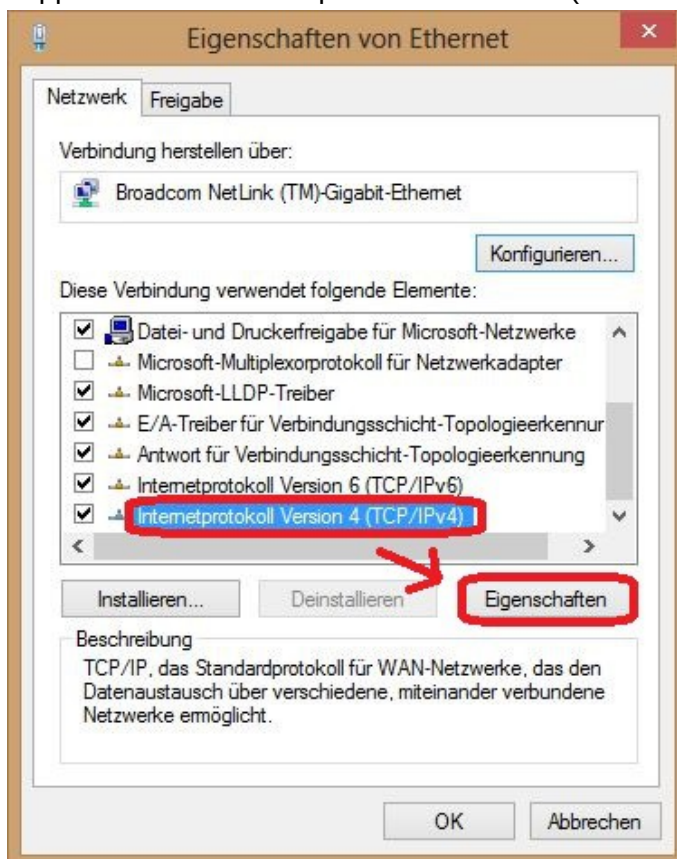 Eigenschaften von Ethernet
Netzwerk Freigabe
Verbindung herstellen über:
Broadcom NetLink (TM)-Gigabit-Ethernet
Konfigurieren...
Diese Verbindung verwendet folgende Elemente:
Datei- und Druckerfreigabe für Microsoft-Netzwerke
Microsoft-Multiplexorprotokoll für Netzwerkadapter
Microsoft-LLDP-Treiber
E/A-Treiber für Verbindungsschicht-Topologieerkennur
Antwort für Verbindungsschicht-Topologieerkennung
Internetprotokoll Version 6 (TCP/IPv6)
Internetprotokoll Version 4 (TCP/IPv4)
Installieren... Deinstallieren Eigenschaften
Beschreibung
TCP/IP, das Standardprotokoll für WAN-Netzwerke, das den
Datenaustausch über verschiedene, miteinander verbundene
Netzwerke ermöglicht.
OK Abbrechen